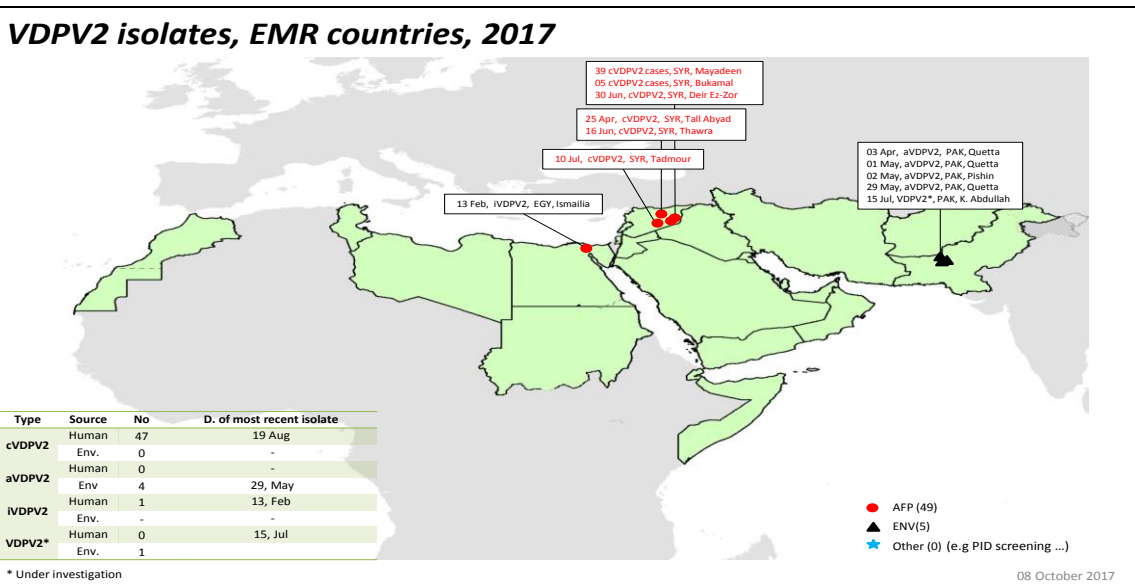 VDPV2 isolates, EMR countries, 2017
39 cVDPV2 cases, SYR, Mayadeen
05 cVDPV2 cases, SYR, Bukamal
30 Jun, cVDPV2, SYR, Deir Ez-Zor
25 Apr, cVDPV2, SYR, Tall Abyad
16 Jun, cVDPV2, SYR, Thawra
10 Jul, cVDPV2, SYR, Tadmour
13 Feb, iVDPV2, EGY, Ismailia
03 Apr, aVDPV2, PAK, Quetta
01 May, aVDPV2, PAK, Quetta
02 May, aVDPV2, PAK, Pishin
29 May, aVDPV2, PAK, Quetta
15 Jul, VDPV2*, PAK, K. Abdullah
Type Source No D. of most recent isolate
cVDPV2 Human 47 19 Aug
Env. 0 -
aVDPV2 Human 0 -
Env 4 29, May
iVDPV2 Human 1 13, Feb
Env. - -
VDPV2* Human 0 15, Jul
Env. 1
AFP (49)
ENV(5)
Other (0) (e.g PID screening ...)
* Under investigation
08 October 2017